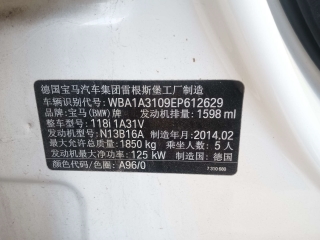 德国宝马汽车集团雷根斯堡工厂制造
车辆识别代号: WBA1A3109EP612629
品牌: 宝马(BMW)牌 发动机排量: 1598 ml
型号: 118i 1A31V
发动机型号: N13B16A 制造年月: 2014.02
最大允许总质量: 1850 kg 乘坐人数: 5 人
发动机最大净功率: 125 kW 制造国: 德国
颜色代码/色圈: A96/0